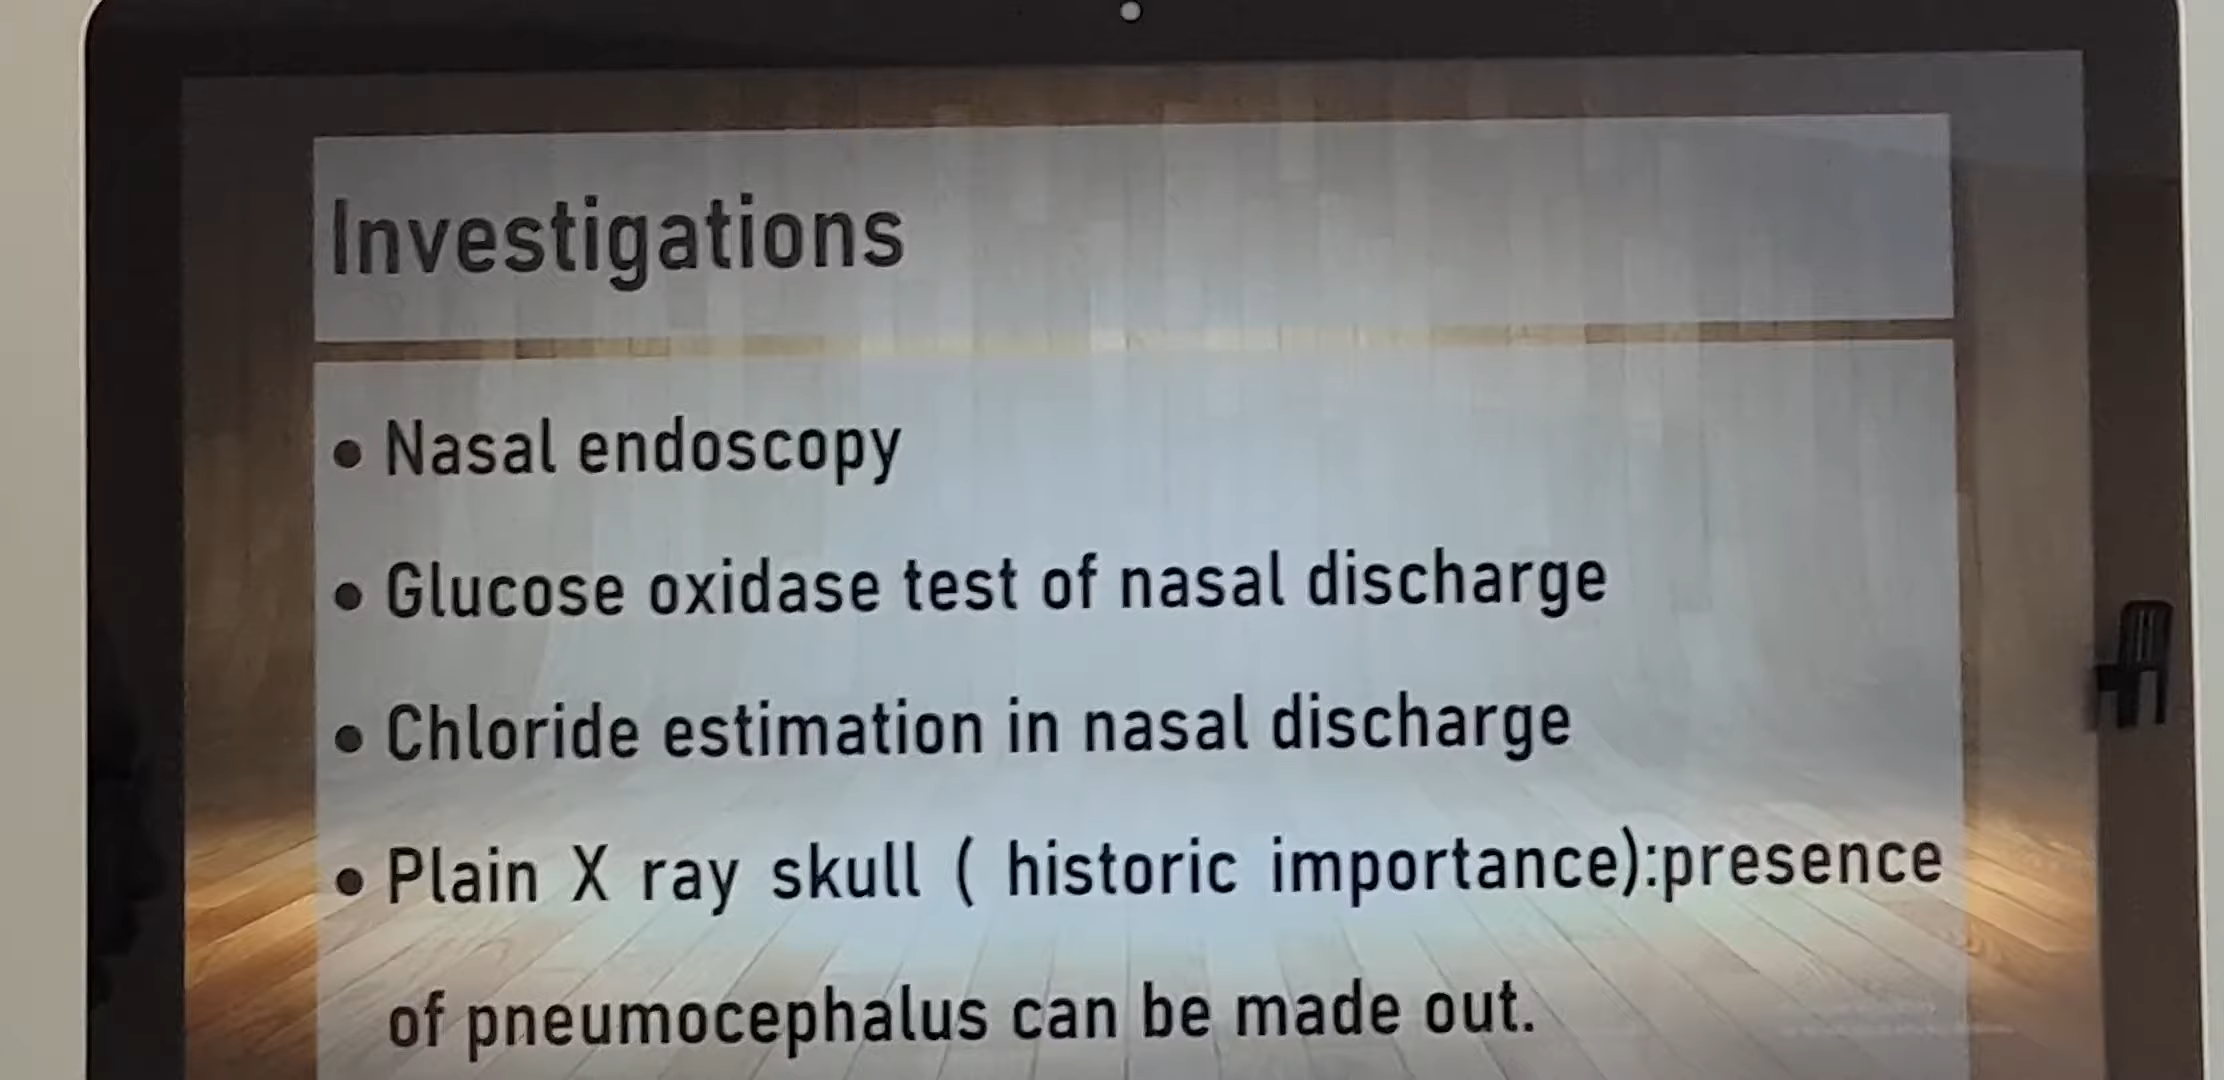 Investigations
• Nasal endoscopy
• Glucose oxidase test of nasal discharge
• Chloride estimation in nasal discharge
• Plain X ray skull ( historic importance):presence
of pneumocephalus can be made out.